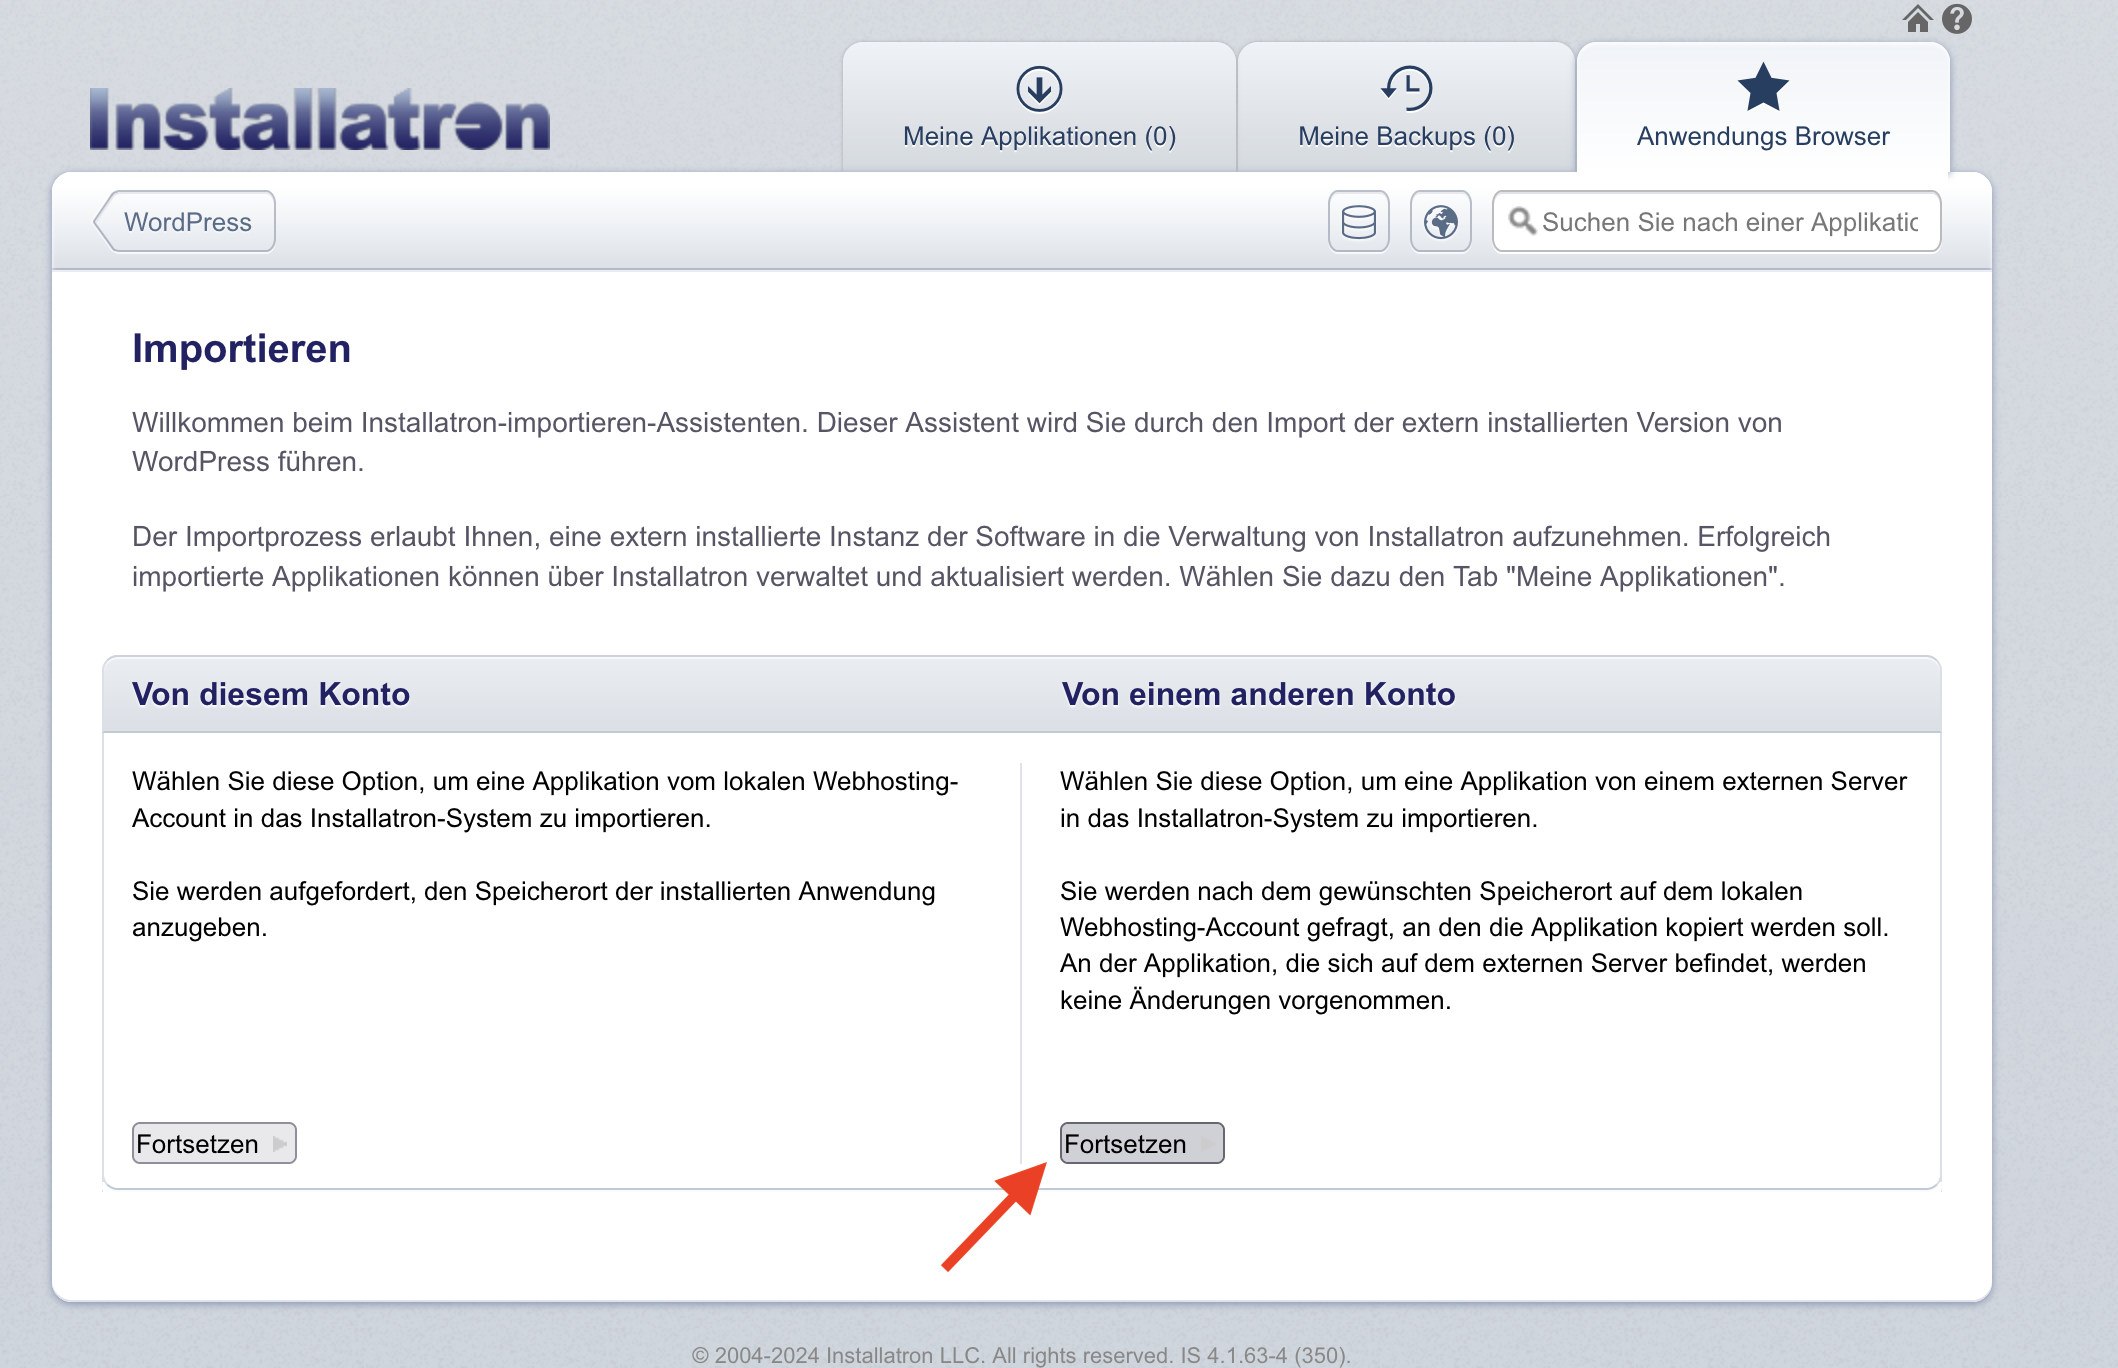 Installatron
Meine Applikationen (0)
Meine Backups (0)
Anwendungs Browser
WordPress
Suchen Sie nach einer Applikatic
Importieren
Willkommen beim Installatron-importieren-Assistenten. Dieser Assistent wird Sie durch den Import der extern installierten Version von
WordPress führen.
Der Importprozess erlaubt Ihnen, eine extern installierte Instanz der Software in die Verwaltung von Installatron aufzunehmen. Erfolgreich
importierte Applikationen können über Installatron verwaltet und aktualisiert werden. Wählen Sie dazu den Tab "Meine Applikationen".
Von diesem Konto
Wählen Sie diese Option, um eine Applikation vom lokalen Webhosting-
Account in das Installatron-System zu importieren.
Sie werden aufgefordert, den Speicherort der installierten Anwendung
anzugeben.
Fortsetzen
Von einem anderen Konto
Wählen Sie diese Option, um eine Applikation von einem externen Server
in das Installatron-System zu importieren.
Sie werden nach dem gewünschten Speicherort auf dem lokalen
Webhosting-Account gefragt, an den die Applikation kopiert werden soll.
An der Applikation, die sich auf dem externen Server befindet, werden
keine Änderungen vorgenommen.
Fortsetzen
© 2004-2024 Installatron LLC. All rights reserved. IS 4.1.63-4 (350).